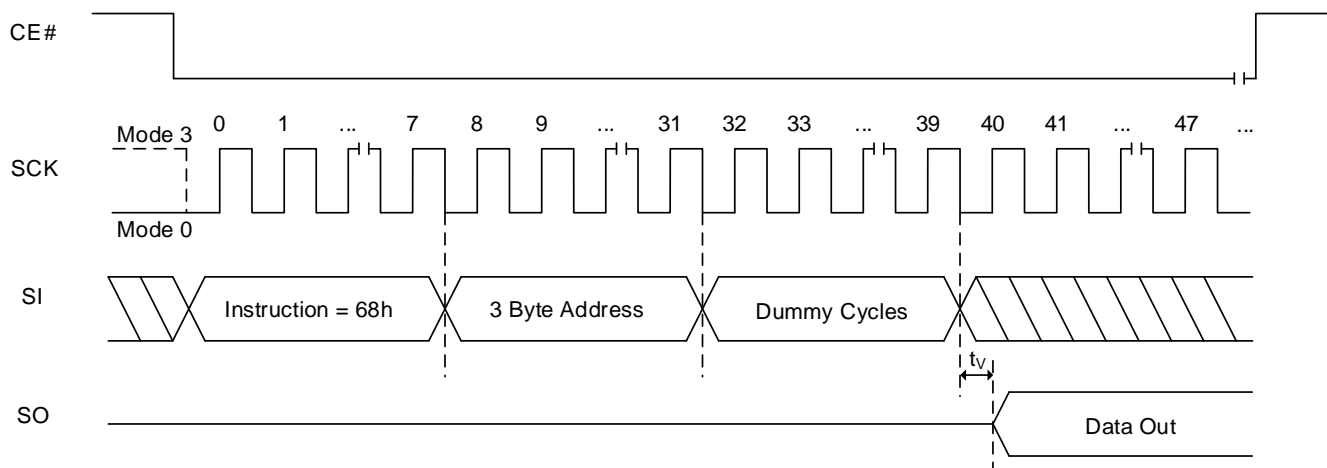 CE#
Mode 3 0 1 ... 7 8 9 ... 31 32 33 ... 39 40 41 ... 47 ...
SCK
Mode 0
SI Instruction = 68h 3 Byte Address Dummy Cycles
tV
SO Data Out